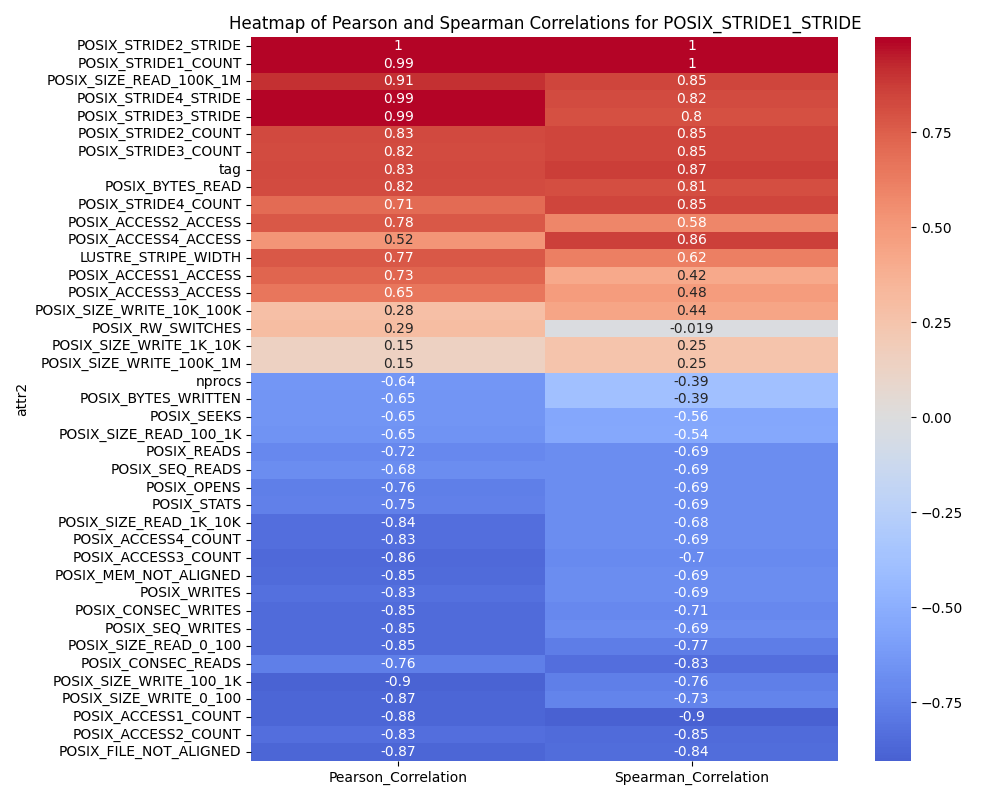 Heatmap of Pearson and Spearman Correlations for POSIX_STRIDE1_STRIDE
POSIX_STRIDE2_STRIDE 1 1
POSIX_STRIDE1_COUNT 0.99 1
POSIX_SIZE_READ_100K_1M 0.91 0.85
POSIX_STRIDE4_STRIDE 0.99 0.82
POSIX_STRIDE3_STRIDE 0.99 0.8
POSIX_STRIDE2_COUNT 0.83 0.85
POSIX_STRIDE3_COUNT 0.82 0.85
tag 0.83 0.87
POSIX_BYTES_READ 0.82 0.81
POSIX_STRIDE4_COUNT 0.71 0.85
POSIX_ACCESS2_ACCESS 0.78 0.58
POSIX_ACCESS4_ACCESS 0.52 0.86
LUSTRE_STRIPE_WIDTH 0.77 0.62
POSIX_ACCESS1_ACCESS 0.73 0.42
POSIX_ACCESS3_ACCESS 0.65 0.48
POSIX_SIZE_WRITE_10K_100K 0.28 0.44
POSIX_RW_SWITCHES 0.29 -0.019
POSIX_SIZE_WRITE_1K_10K 0.15 0.25
POSIX_SIZE_WRITE_100K_1M 0.15 0.25
nprocs -0.64 -0.39
POSIX_BYTES_WRITTEN -0.65 -0.39
POSIX_SEEKS -0.65 -0.56
POSIX_SIZE_READ_100_1K -0.65 -0.54
POSIX_READS -0.72 -0.69
POSIX_SEQ_READS -0.68 -0.69
POSIX_OPENS -0.76 -0.69
POSIX_STATS -0.75 -0.69
POSIX_SIZE_READ_1K_10K -0.84 -0.68
POSIX_ACCESS4_COUNT -0.83 -0.69
POSIX_ACCESS3_COUNT -0.86 -0.7
POSIX_MEM_NOT_ALIGNED -0.85 -0.69
POSIX_WRITES -0.83 -0.69
POSIX_CONSEC_WRITES -0.85 -0.71
POSIX_SEQ_WRITES -0.85 -0.69
POSIX_SIZE_READ_0_100 -0.85 -0.77
POSIX_CONSEC_READS -0.76 -0.83
POSIX_SIZE_WRITE_100_1K -0.9 -0.76
POSIX_SIZE_WRITE_0_100 -0.87 -0.73
POSIX_ACCESS1_COUNT -0.88 -0.9
POSIX_ACCESS2_COUNT -0.83 -0.85
POSIX_FILE_NOT_ALIGNED -0.87 -0.84
attr2
Pearson_Correlation Spearman_Correlation
0.75
0.50
0.25
0.00
−0.25
−0.50
−0.75